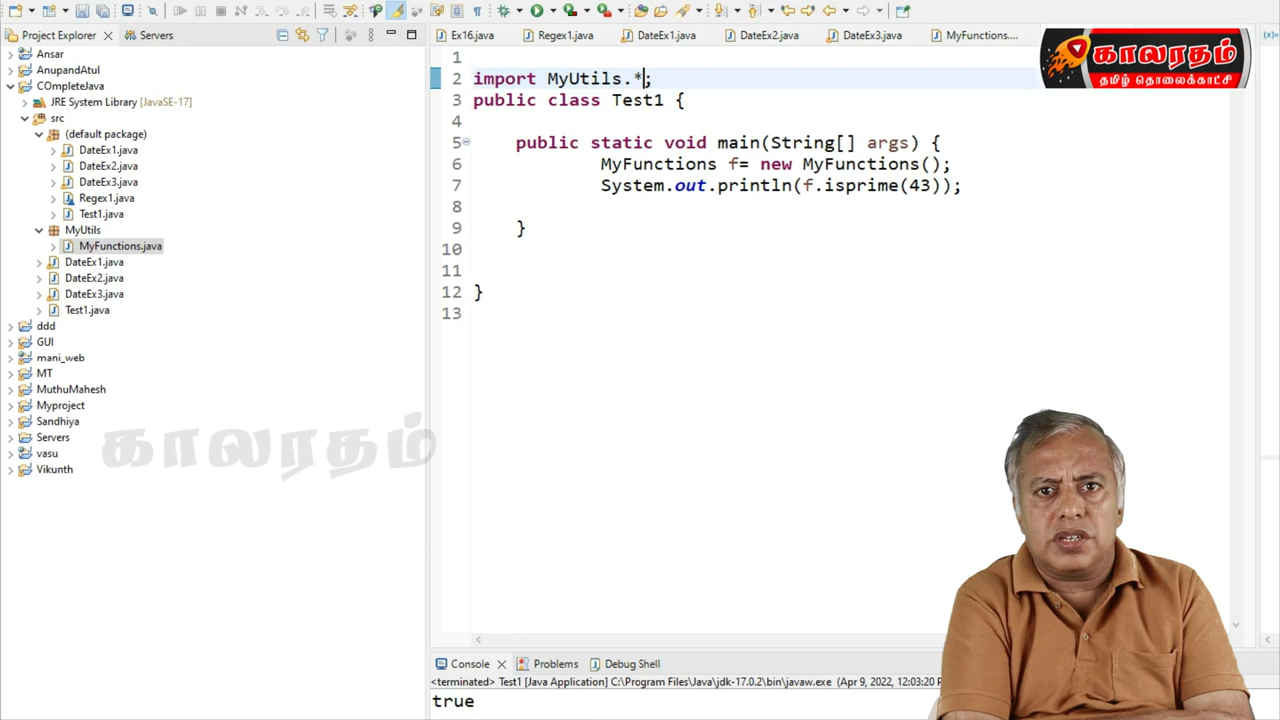 Project Explorer
Servers
Ansar
AnupandAtul
COmpleteJava
JRE System Library [JavaSE-17]
src
(default package)
DateEx1.java
DateEx2.java
DateEx3.java
Regex1.java
Test1.java
MyUtils
MyFunctions.java
DateEx1.java
DateEx2.java
DateEx3.java
Test1.java
ddd
GUI
mani_web
MT
MuthuMahesh
Myproject
Sandhiya
Servers
vasu
Vikunth
காலரதம்
Ex16.java
Regex1.java
DateEx1.java
DateEx2.java
DateEx3.java
MyFunctions....
காலரதம்
தமிழ் தொலைக்காட்சி
1
2 import MyUtils.*;
3 public class Test1 {
4
5 public static void main(String[] args) {
6 MyFunctions f= new MyFunctions();
7 System.out.println(f.isprime(43));
8
9 }
10
11
12 }
13
Console
Problems
Debug Shell
<terminated> Test1 [Java Application] C:\Program Files\Java\jdk-17.0.2\bin\javaw.exe (Apr 9, 2022, 12:03:20
true